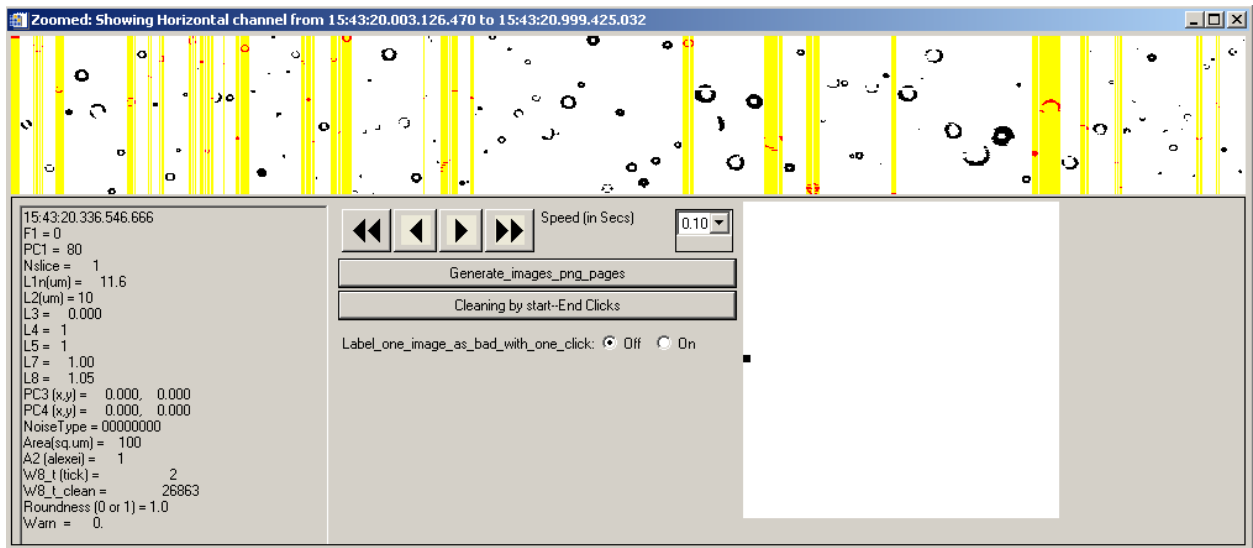 Zoomed: Showing Horizontal channel from 15:43:20.003.126.470 to 15:43:20.999.425.032
15:43:20.336.546.666
F1 = 0
PC1 = 80
Nslice = 1
L1n(um) = 11.6
L2(um) = 10
L3 = 0.000
L4 = 1
L5 = 1
L7 = 1.00
L8 = 1.05
PC3 (x,y) = 0.000, 0.000
PC4 (x,y) = 0.000, 0.000
NoiseType = 00000000
Area(sq.um) = 100
A2 (alexei) = 1
W8_t (tick) = 2
W8_t_clean = 26863
Roundness (0 or 1) = 1.0
Warn = 0.
Speed (in Secs) 0.10
Generate_images_png_pages
Cleaning by start--End Clicks
Label_one_image_as_bad_with_one_click: Off On